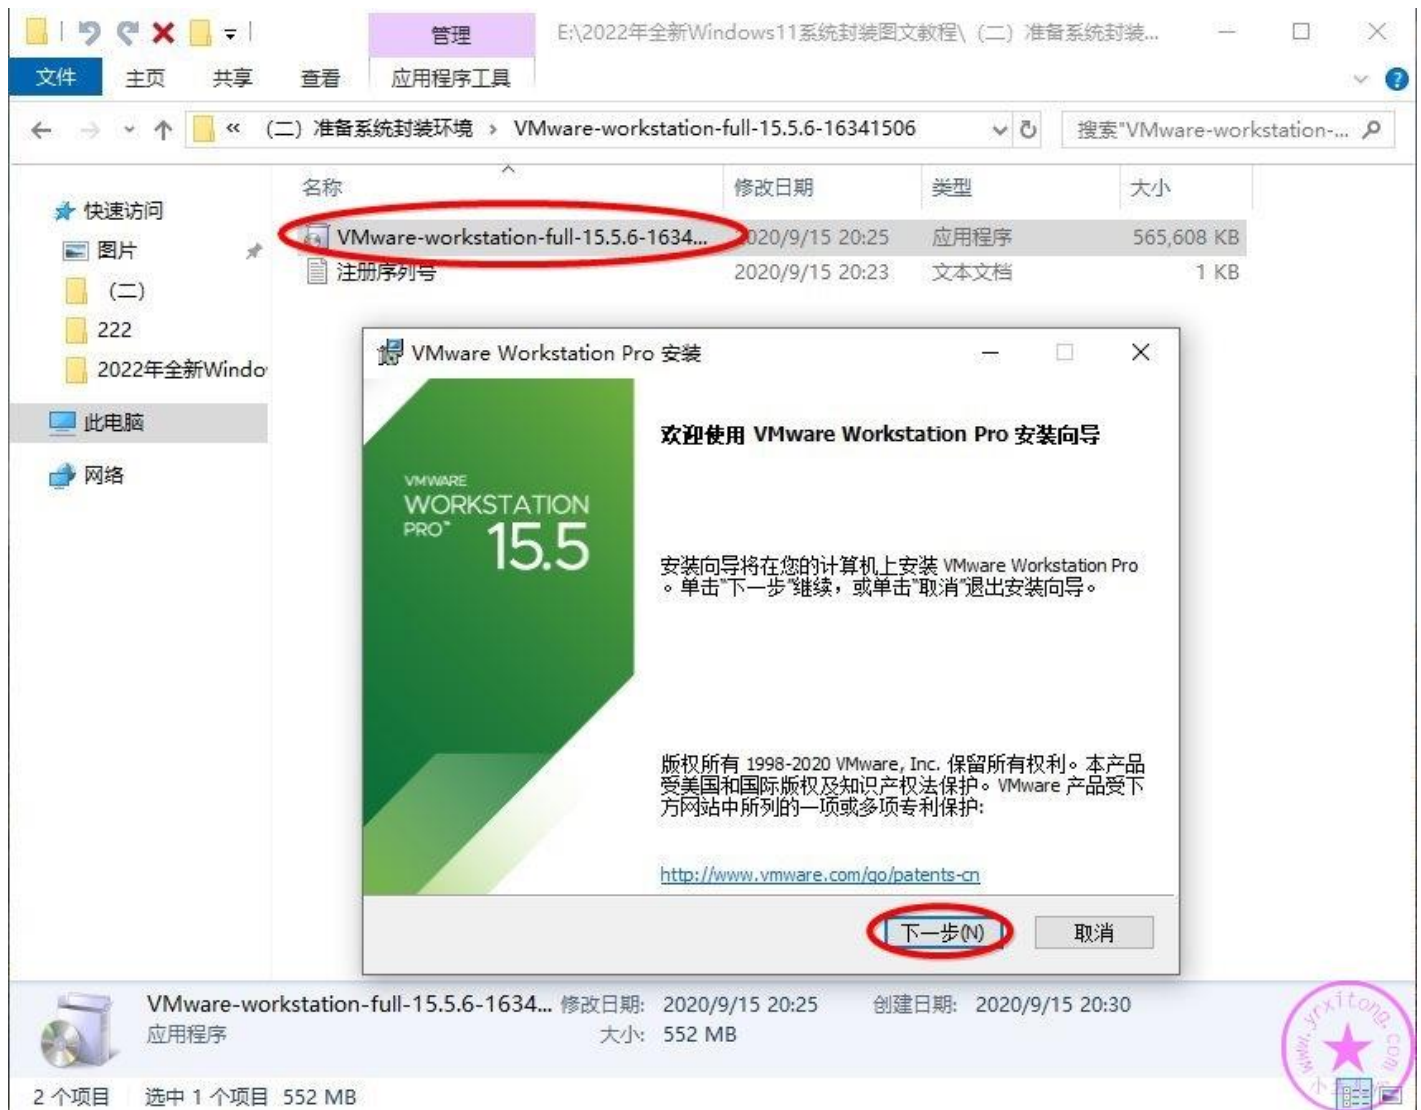 管理
E:\2022年全新Windows11系统封装图文教程\ (二) 准备系统封装...
文件
主页
共享
查看
应用程序工具
« (二) 准备系统封装环境 › VMware-workstation-full-15.5.6-16341506
搜索"VMware-workstation-...
名称
修改日期
类型
大小
快速访问
图片
(二)
222
2022年全新Windo
此电脑
网络
VMware-workstation-full-15.5.6-1634... 2020/9/15 20:25 应用程序 565,608 KB
注册序列号 2020/9/15 20:23 文本文档 1 KB
VMware Workstation Pro 安装
VMWARE
WORKSTATION
PRO™ 15.5
欢迎使用 VMware Workstation Pro 安装向导
安装向导将在您的计算机上安装 VMware Workstation Pro
。单击"下一步"继续，或单击"取消"退出安装向导。
版权所有 1998-2020 VMware, Inc. 保留所有权利。本产品
受美国和国际版权及知识产权法保护。VMware 产品受下
方网站中所列的一项或多项专利保护:
http://www.vmware.com/go/patents-cn
下一步(N)
取消
VMware-workstation-full-15.5.6-1634... 修改日期: 2020/9/15 20:25 创建日期: 2020/9/15 20:30
应用程序 大小: 552 MB
2 个项目 选中 1 个项目 552 MB
www.yrxitong.com